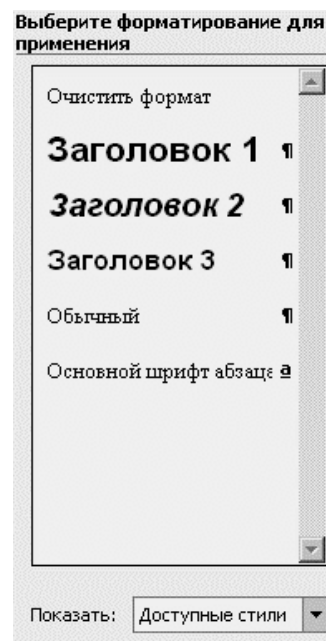 Выберите форматирование для
применения
Очистить формат
Заголовок 1 ¶
Заголовок 2 ¶
Заголовок 3 ¶
Обычный ¶
Основной шрифт абзаца a
Показать: Доступные стили